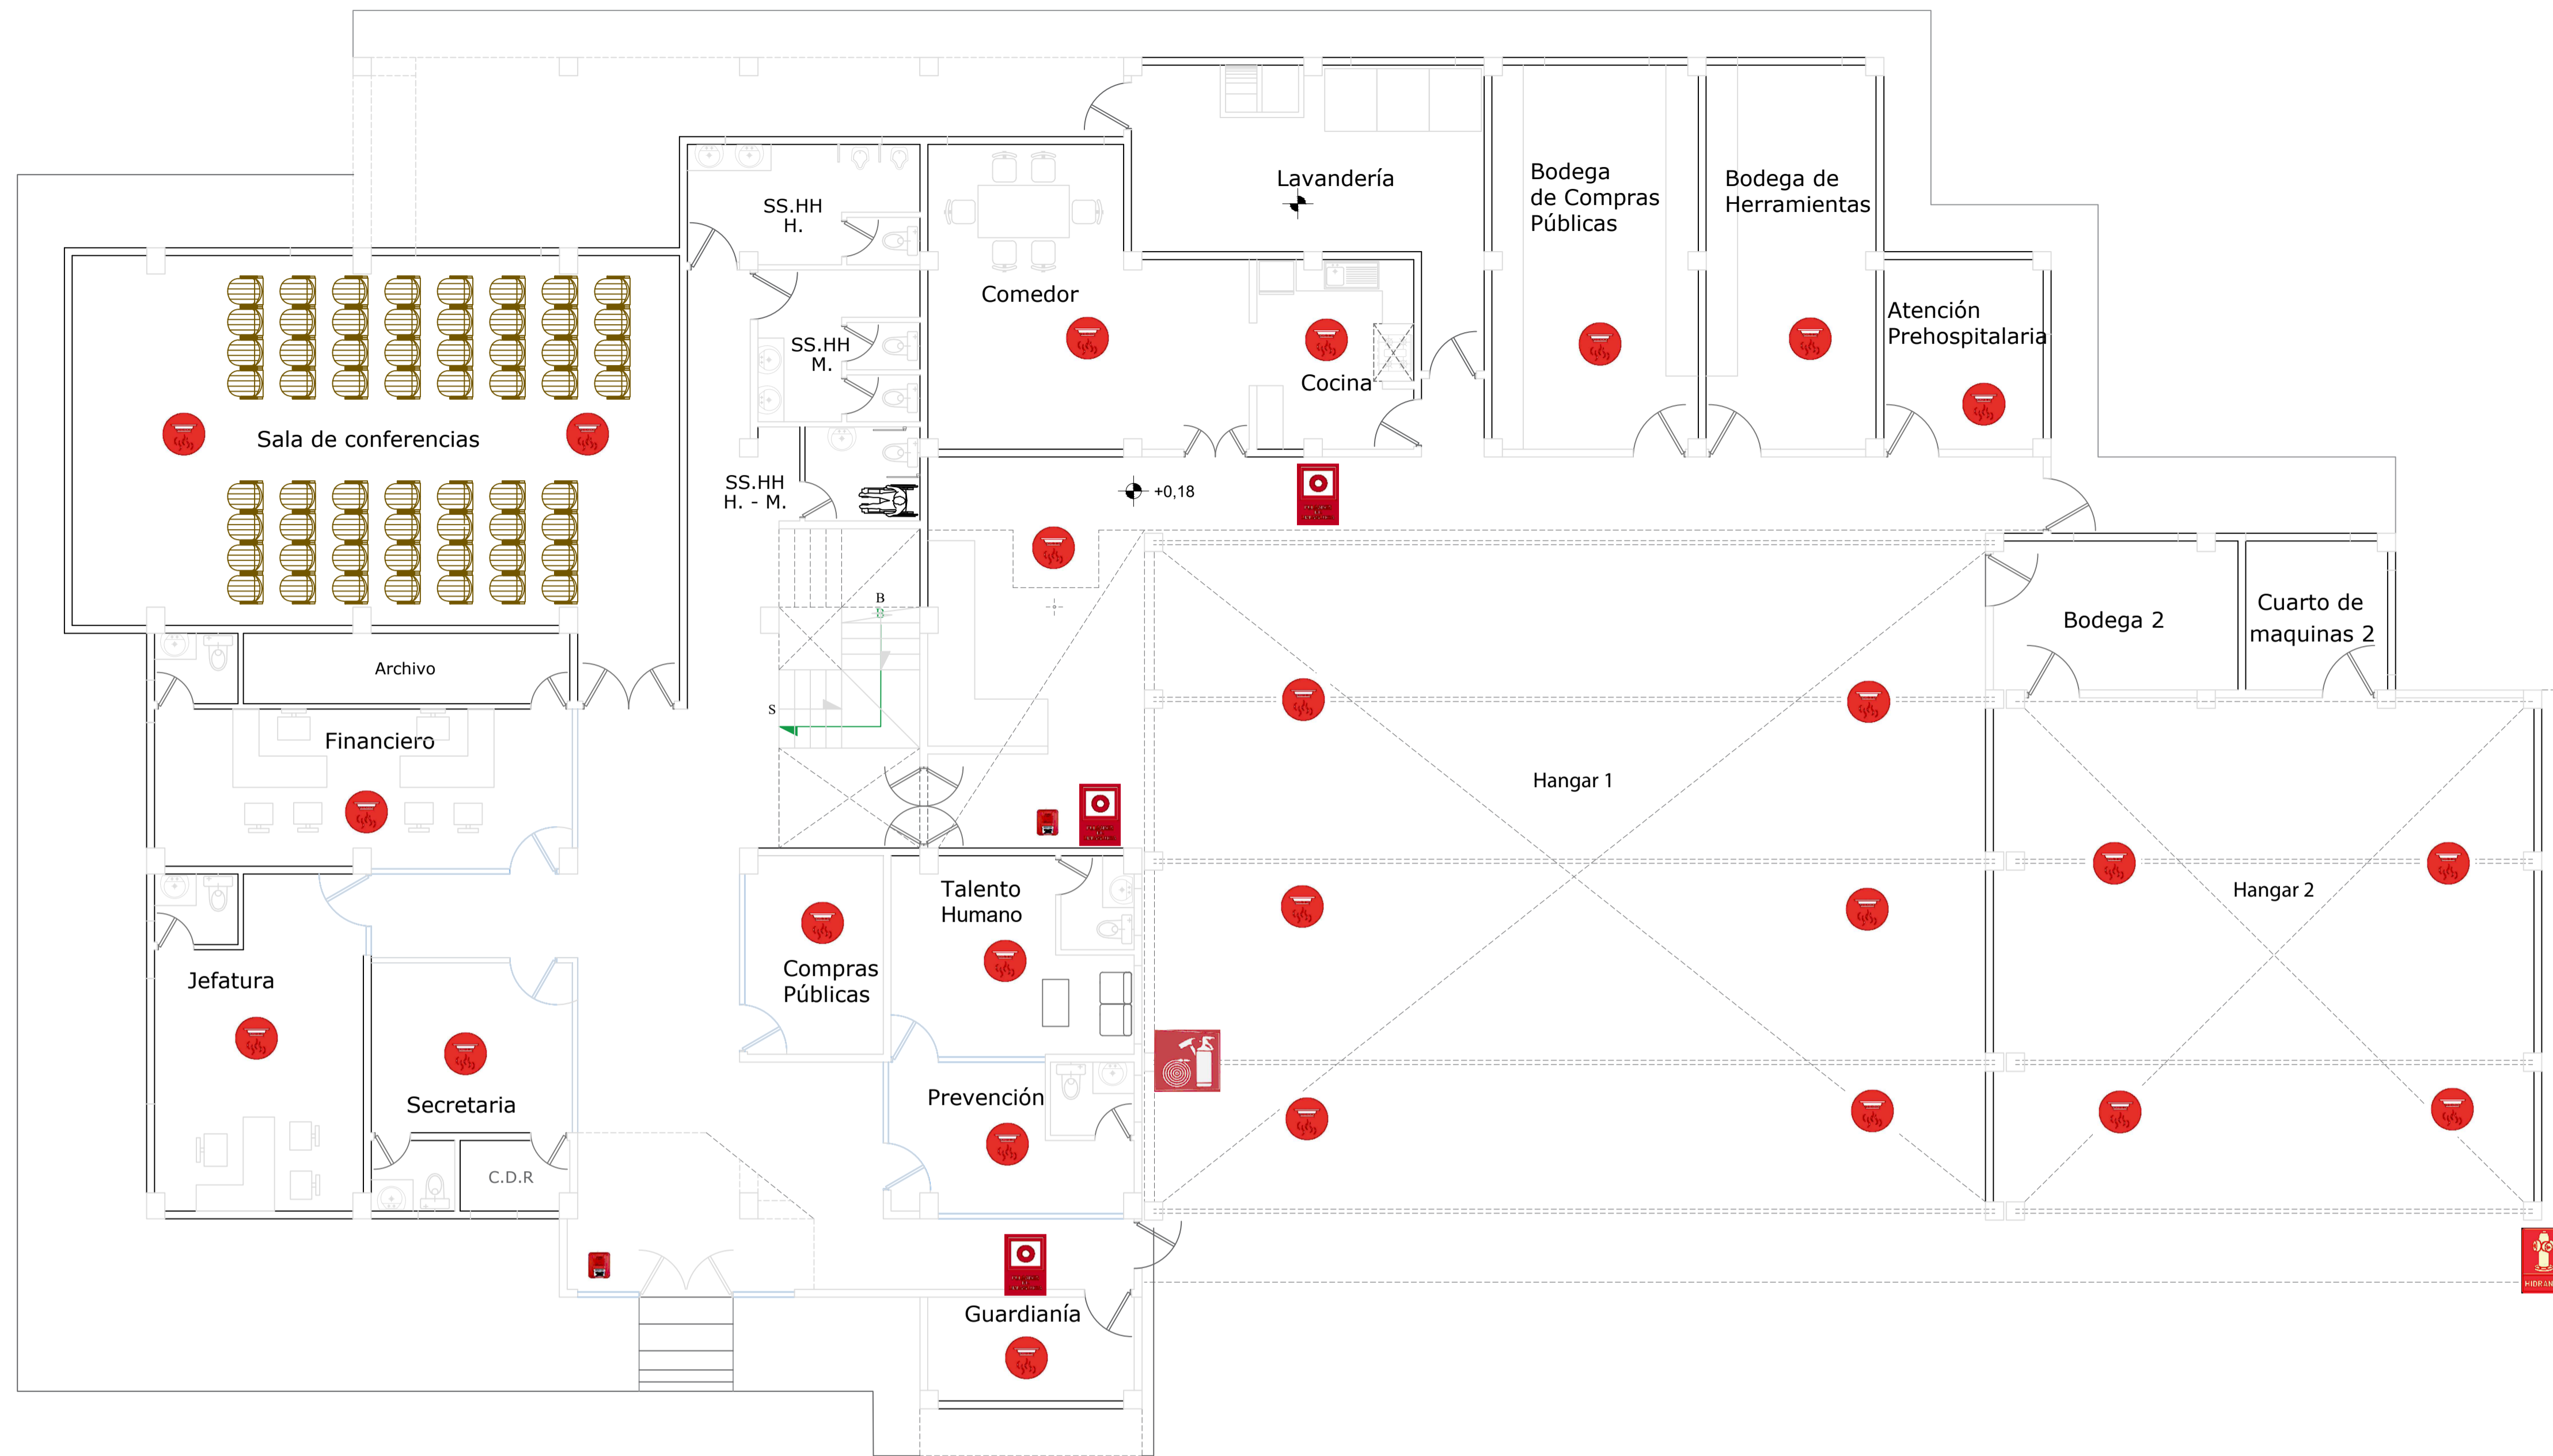 Lavandería
Bodega
de Compras
Públicas
Bodega de
Herramientas
SS.HH
H.
Comedor
Atención
Prehospitalaria
SS.HH
M.
Cocina
Sala de conferencias
SS.HH
H. - M.
+0,18
B
Bodega 2
Cuarto de
maquinas 2
Archivo
S
Financiero
Hangar 1
Hangar 2
Talento
Humano
Compras
Públicas
Jefatura
Prevención
Secretaria
C.D.R
Guardianía
HIDRAN